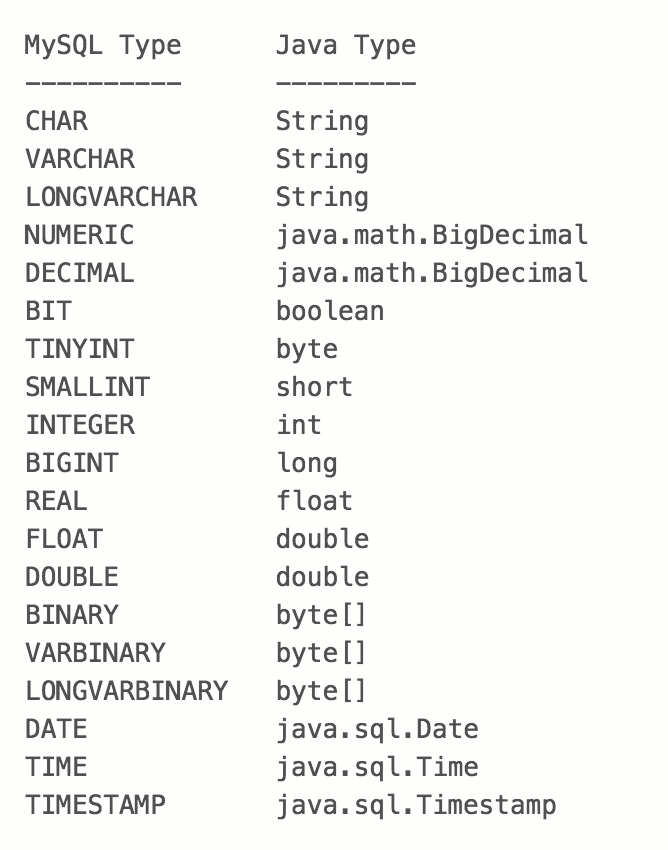 MySQL Type      Java Type
----------      ---------
CHAR            String
VARCHAR         String
LONGVARCHAR     String
NUMERIC         java.math.BigDecimal
DECIMAL         java.math.BigDecimal
BIT             boolean
TINYINT         byte
SMALLINT        short
INTEGER         int
BIGINT          long
REAL            float
FLOAT           double
DOUBLE          double
BINARY          byte[]
VARBINARY       byte[]
LONGVARBINARY   byte[]
DATE            java.sql.Date
TIME            java.sql.Time
TIMESTAMP       java.sql.Timestamp